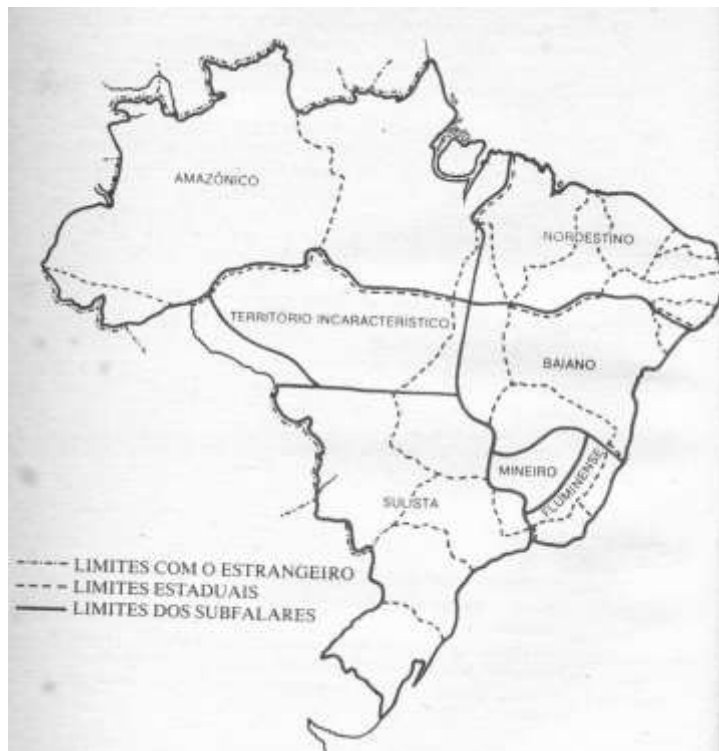 AMAZÔNICO
NORDESTINO
TERRITÓRIO INCARACTERÍSTICO
BAIANO
MINEIRO
FLUMINENSE
SULISTA
LIMITES COM O ESTRANGEIRO
LIMITES ESTADUAIS
LIMITES DOS SUBFALARES